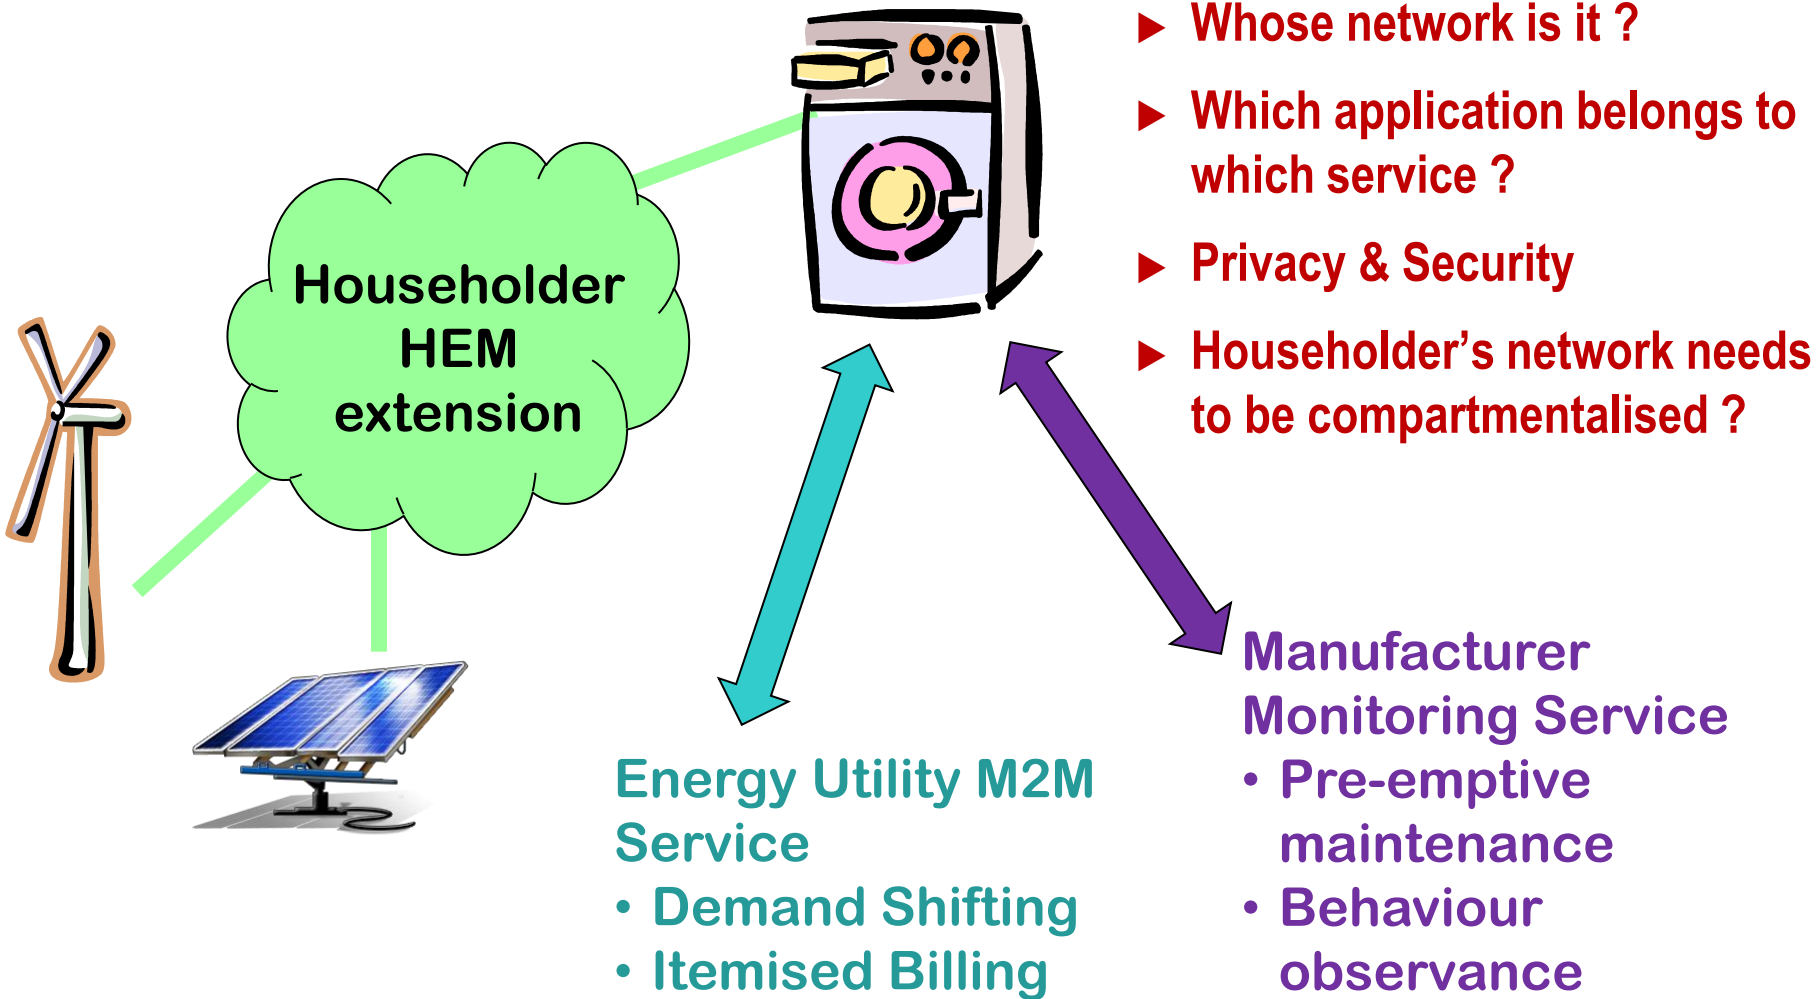 ▶ Whose network is it ?
▶ Which application belongs to
which service ?
▶ Privacy & Security
▶ Householder’s network needs
to be compartmentalised ?
Householder
HEM
extension
Energy Utility M2M
Service
• Demand Shifting
• Itemised Billing
Manufacturer
Monitoring Service
• Pre-emptive
maintenance
• Behaviour
observance